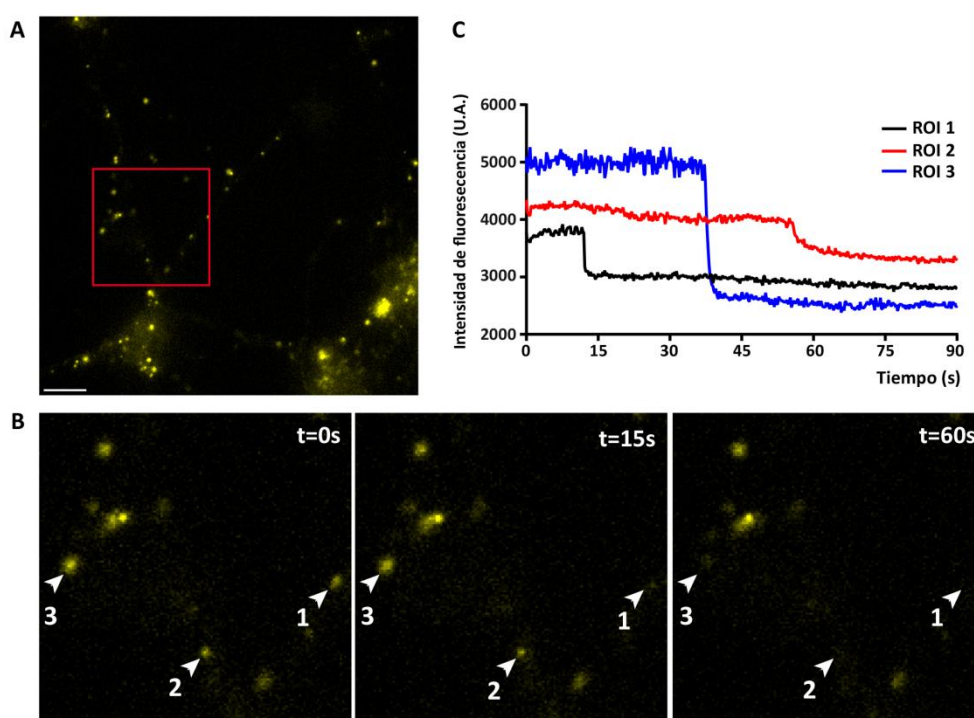 A
C
Intensidad de fluoresecencia (U.A.)
6000
5000
4000
3000
2000
0
15
30
45
60
75
90
Tiempo (s)
ROI 1
ROI 2
ROI 3
B
t=0s
3
1
2
t=15s
3
1
2
t=60s
3
1
2